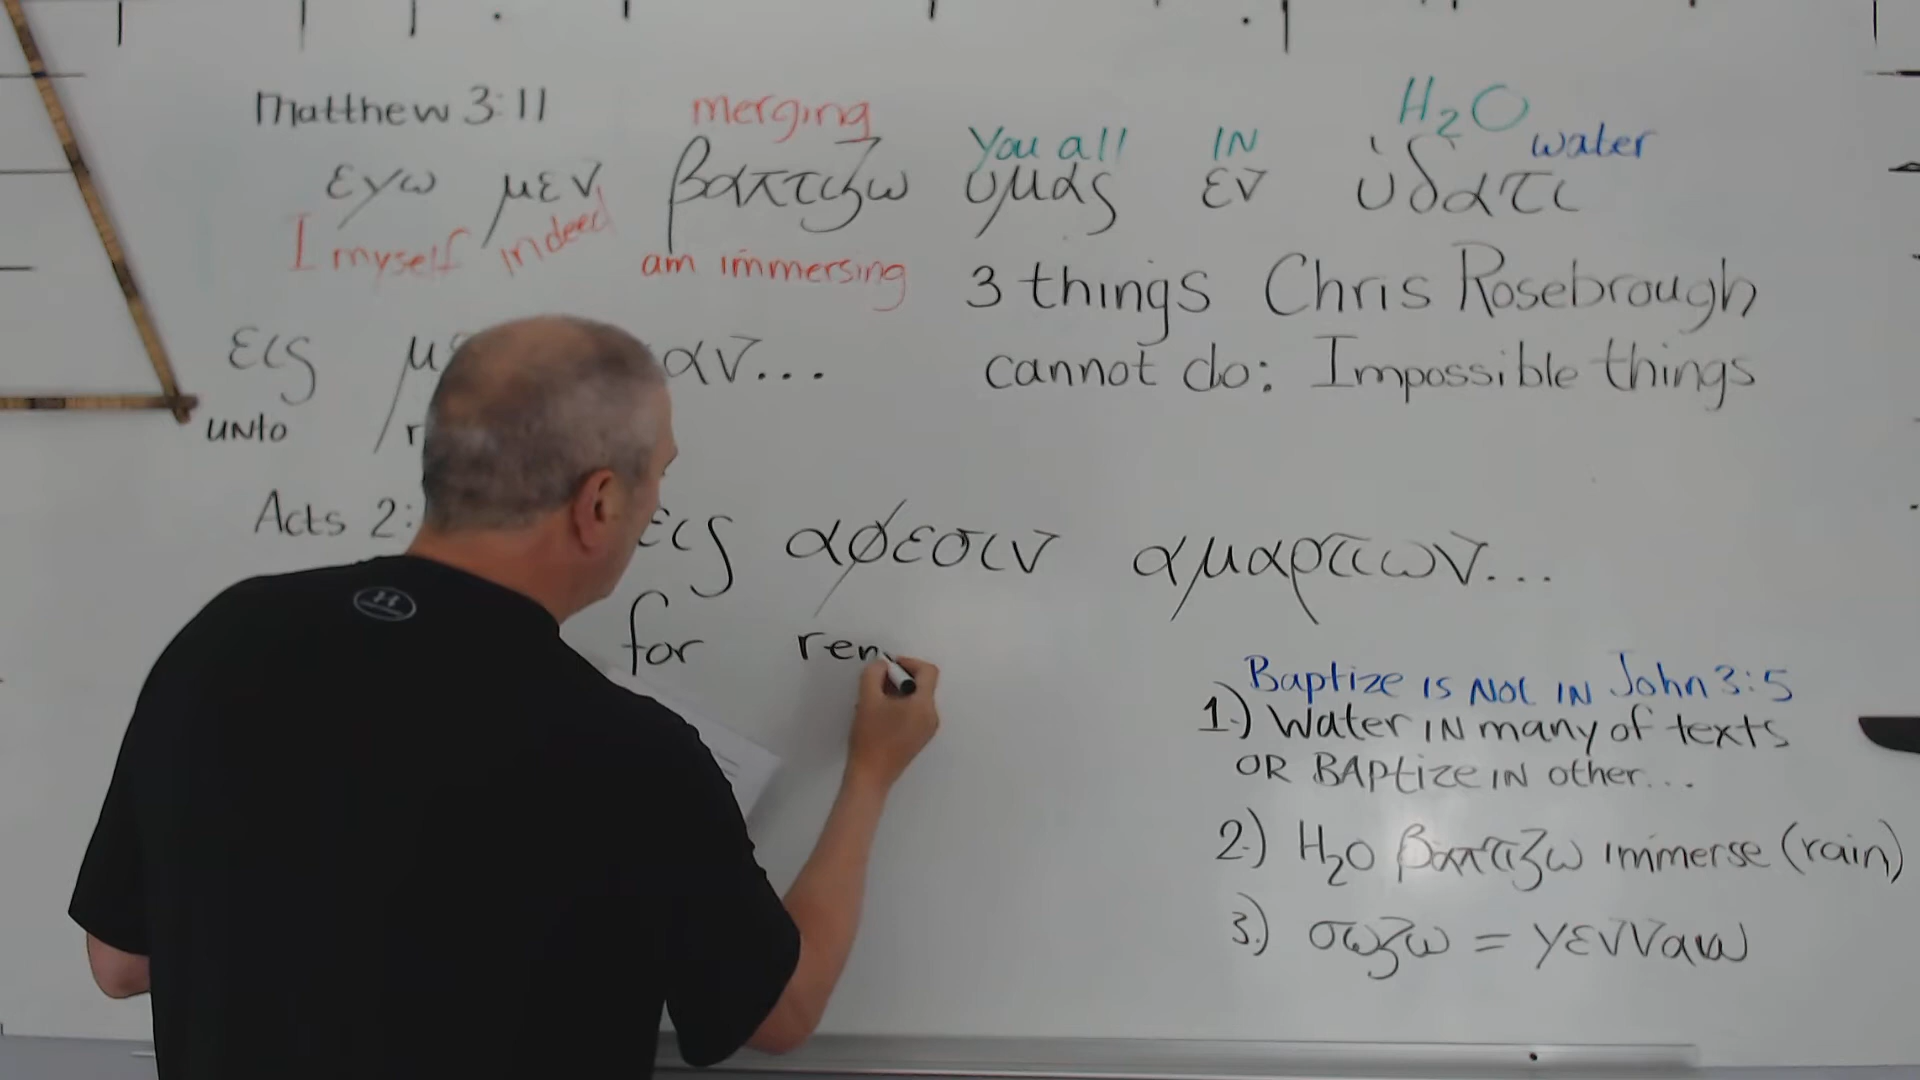 Matthew 3:11
merging
You all IN H₂O water
εγω μεν βαπτιζω ὑμας εν ὑδατι
I myself indeed am immersing
3 things Chris Rosebrough
cannot do: Impossible things
εις αν...
unto
Acts 2:
εις αφεσιν αμαρτιων...
for rem
Baptize is Not in John 3:5
1.) Water IN many of texts
OR BAptize IN other...
2.) H₂O βαπτιζω immerse (rain)
3.) σωζω = γενναω